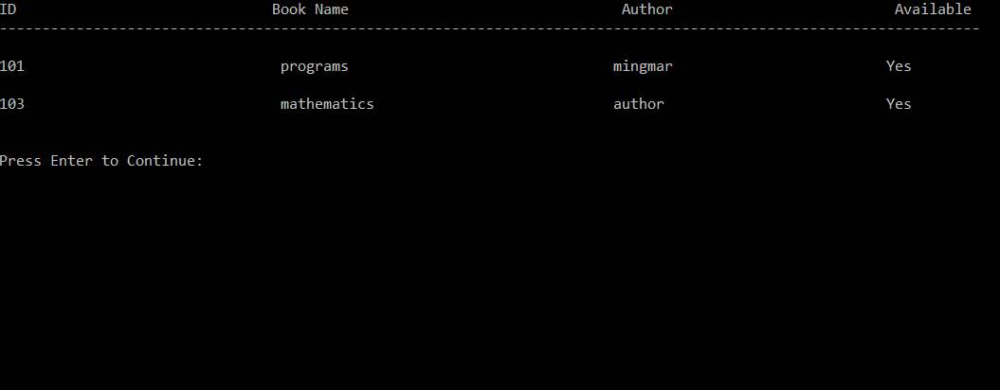 ID Book Name Author Available
-------------------------------------------------------------------------------------------------------------------
101 programs mingmar Yes
103 mathematics author Yes
Press Enter to Continue: